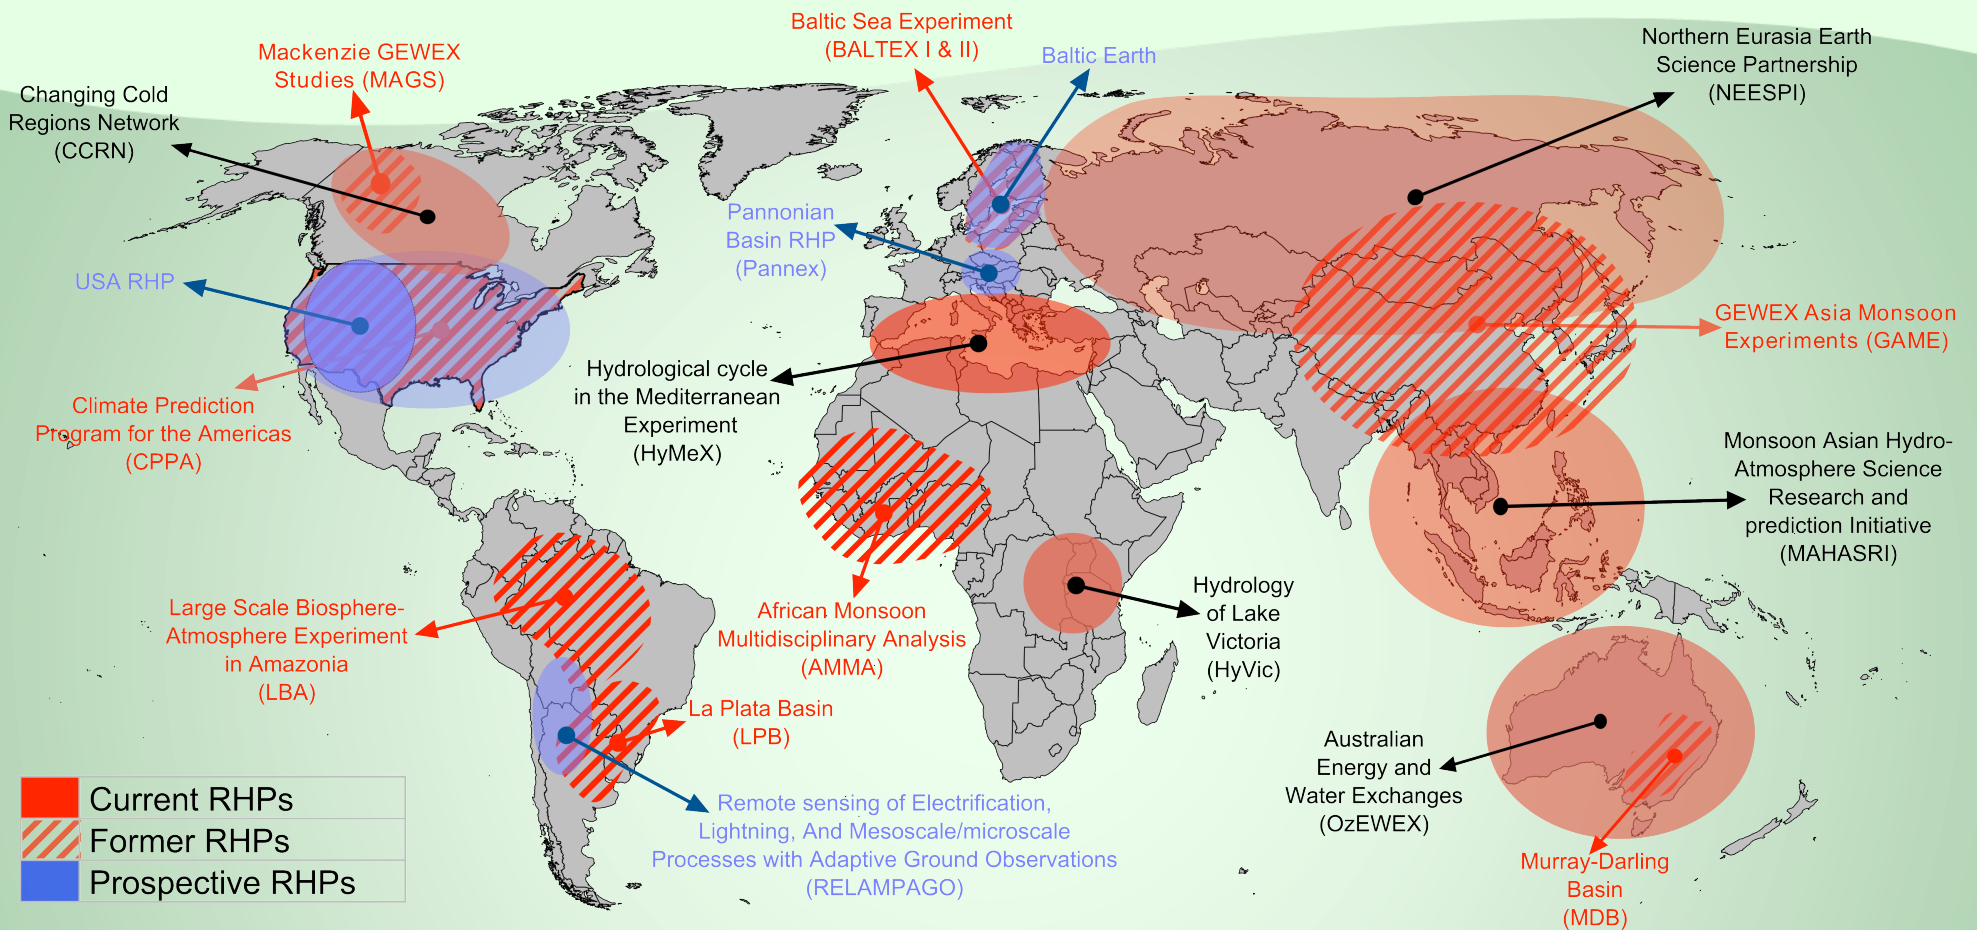 Baltic Sea Experiment
(BALTEX I & II)
Baltic Earth
Northern Eurasia Earth
Science Partnership
(NEESPI)
Mackenzie GEWEX
Studies (MAGS)
Changing Cold
Regions Network
(CCRN)
Pannonian
Basin RHP
(Pannex)
USA RHP
GEWEX Asia Monsoon
Experiments (GAME)
Hydrological cycle
in the Mediterranean
Experiment
(HyMeX)
Climate Prediction
Program for the Americas
(CPPA)
Monsoon Asian Hydro-
Atmosphere Science
Research and
prediction Initiative
(MAHASRI)
Hydrology
of Lake
Victoria
(HyVic)
Large Scale Biosphere-
Atmosphere Experiment
in Amazonia
(LBA)
African Monsoon
Multidisciplinary Analysis
(AMMA)
La Plata Basin
(LPB)
Australian
Energy and
Water Exchanges
(OzEWEX)
Remote sensing of Electrification,
Lightning, And Mesoscale/microscale
Processes with Adaptive Ground Observations
(RELAMPAGO)
Murray-Darling
Basin
(MDB)
Current RHPs
Former RHPs
Prospective RHPs